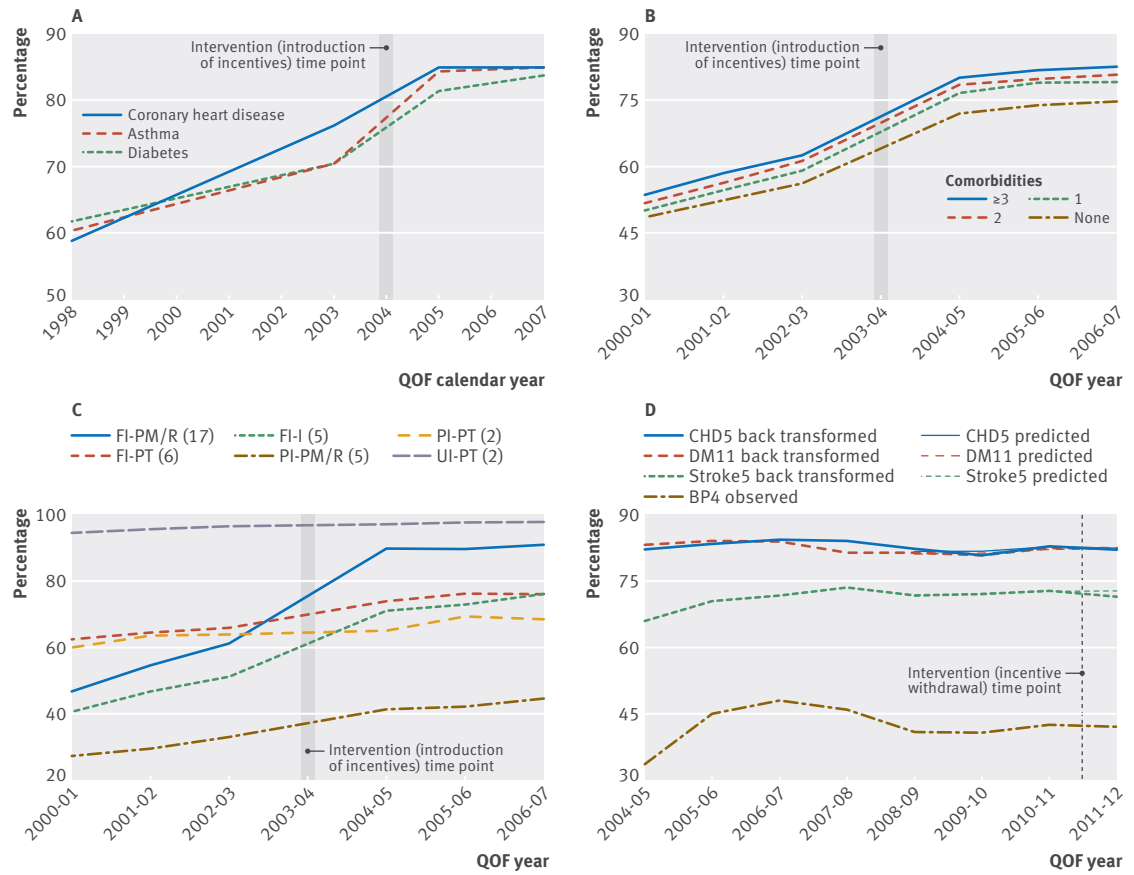 A
Percentage
90
80
70
60
50
Intervention (introduction
of incentives) time point
Coronary heart disease
Asthma
Diabetes
1998
1999
2000
2001
2002
2003
2004
2005
2006
2007
QOF calendar year
B
Percentage
90
75
60
45
30
Intervention (introduction
of incentives) time point
Comorbidities
≥3
1
2
None
2000-01
2001-02
2002-03
2003-04
2004-05
2005-06
2006-07
QOF year
C
FI-PM/R (17)
FI-I (5)
PI-PT (2)
FI-PT (6)
PI-PM/R (5)
UI-PT (2)
Percentage
100
80
60
40
20
Intervention (introduction
of incentives) time point
2000-01
2001-02
2002-03
2003-04
2004-05
2005-06
2006-07
QOF year
D
CHD5 back transformed
CHD5 predicted
DM11 back transformed
DM11 predicted
Stroke5 back transformed
Stroke5 predicted
BP4 observed
Percentage
90
75
60
45
30
Intervention (incentive
withdrawal) time point
2004-05
2005-06
2006-07
2007-08
2008-09
2009-10
2010-11
2011-12
QOF year